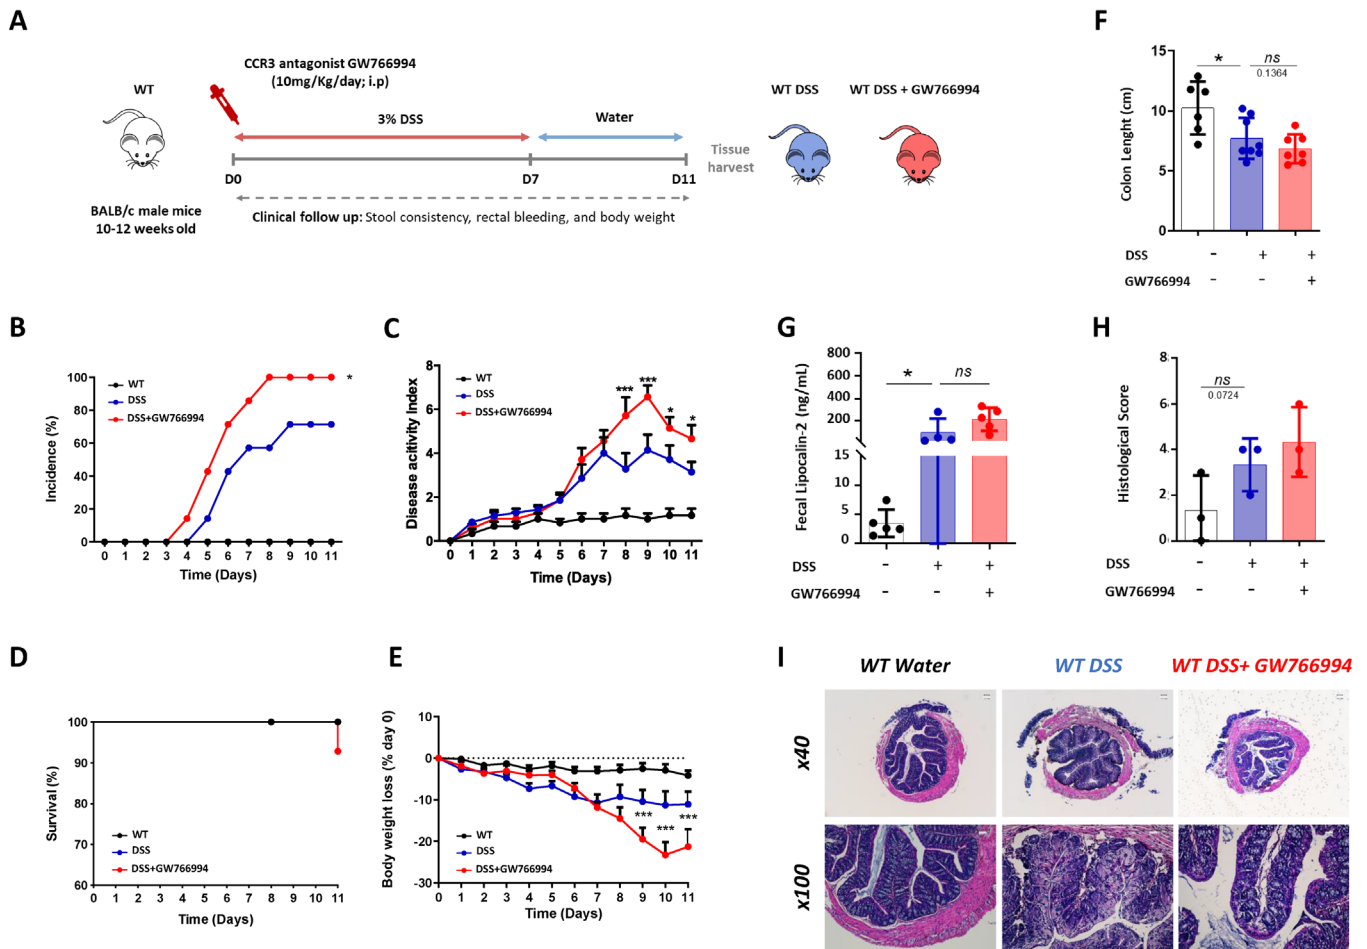 A
WT
CCR3 antagonist GW766994
(10mg/Kg/day; i.p)
3% DSS
Water
D0
D7
D11
Tissue
harvest
WT DSS
WT DSS + GW766994
BALB/c male mice
10-12 weeks old
Clinical follow up: Stool consistency, rectal bleeding, and body weight
F
15
10
5
0
Colon Lenght (cm)
*
ns
0.1364
DSS - + +
GW766994 - - +
B
100
80
60
40
20
0
Incidence (%)
WT
DSS
DSS+GW766994
*
0 1 2 3 4 5 6 7 8 9 10 11
Time (Days)
C
8
6
4
2
0
Disease acitivity Index
WT
DSS
DSS+GW766994
*** *** * *
0 1 2 3 4 5 6 7 8 9 10 11
Time (Days)
G
800
600
400
200
15
10
5
0
Fecal Lipocalin-2 (ng/mL)
*
ns
DSS - + +
GW766994 - - +
H
8
6
4
2
0
Histological Score
ns
0.0724
DSS - + +
GW766994 - - +
D
100
90
80
70
60
Survival (%)
WT
DSS
DSS+GW766994
0 1 2 3 4 5 6 7 8 9 10 11
Time (Days)
E
10
0
-10
-20
-30
Body weight loss (% day 0)
WT
DSS
DSS+GW766994
*** *** ***
0 1 2 3 4 5 6 7 8 9 10 11
Time (Days)
I
WT Water
WT DSS
WT DSS+ GW766994
x40
x100